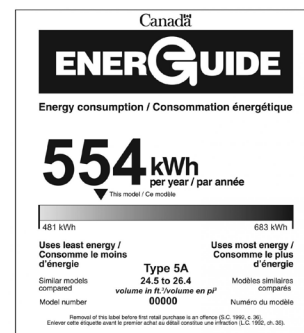 Canada
ENERGUIDE
Energy consumption / Consommation énergétique
554 kWh
per year / par année
This model / Ce modèle
481 kWh 683 kWh
Uses least energy / Consomme le moins d'énergie
Uses most energy / Consomme le plus d'énergie
Similar models compared
Type 5A
24.5 to 26.4
volume in ft.³/volume en pi³
Modèles similaires comparés
Model number 00000 Numéro du modèle
Removal of this label before first retail purchase is an offence (S.C. 1992, c. 36).
Enlever cette étiquette avant le premier achat au détail constitue une infraction (L.C. 1992, ch. 36).